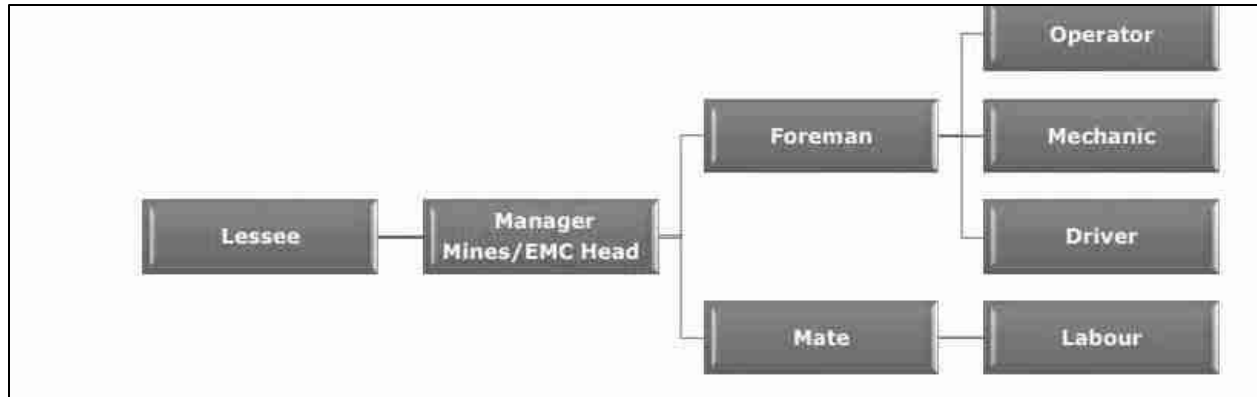 Operator
Foreman
Mechanic
Lessee
Manager
Mines/EMC Head
Driver
Mate
Labour